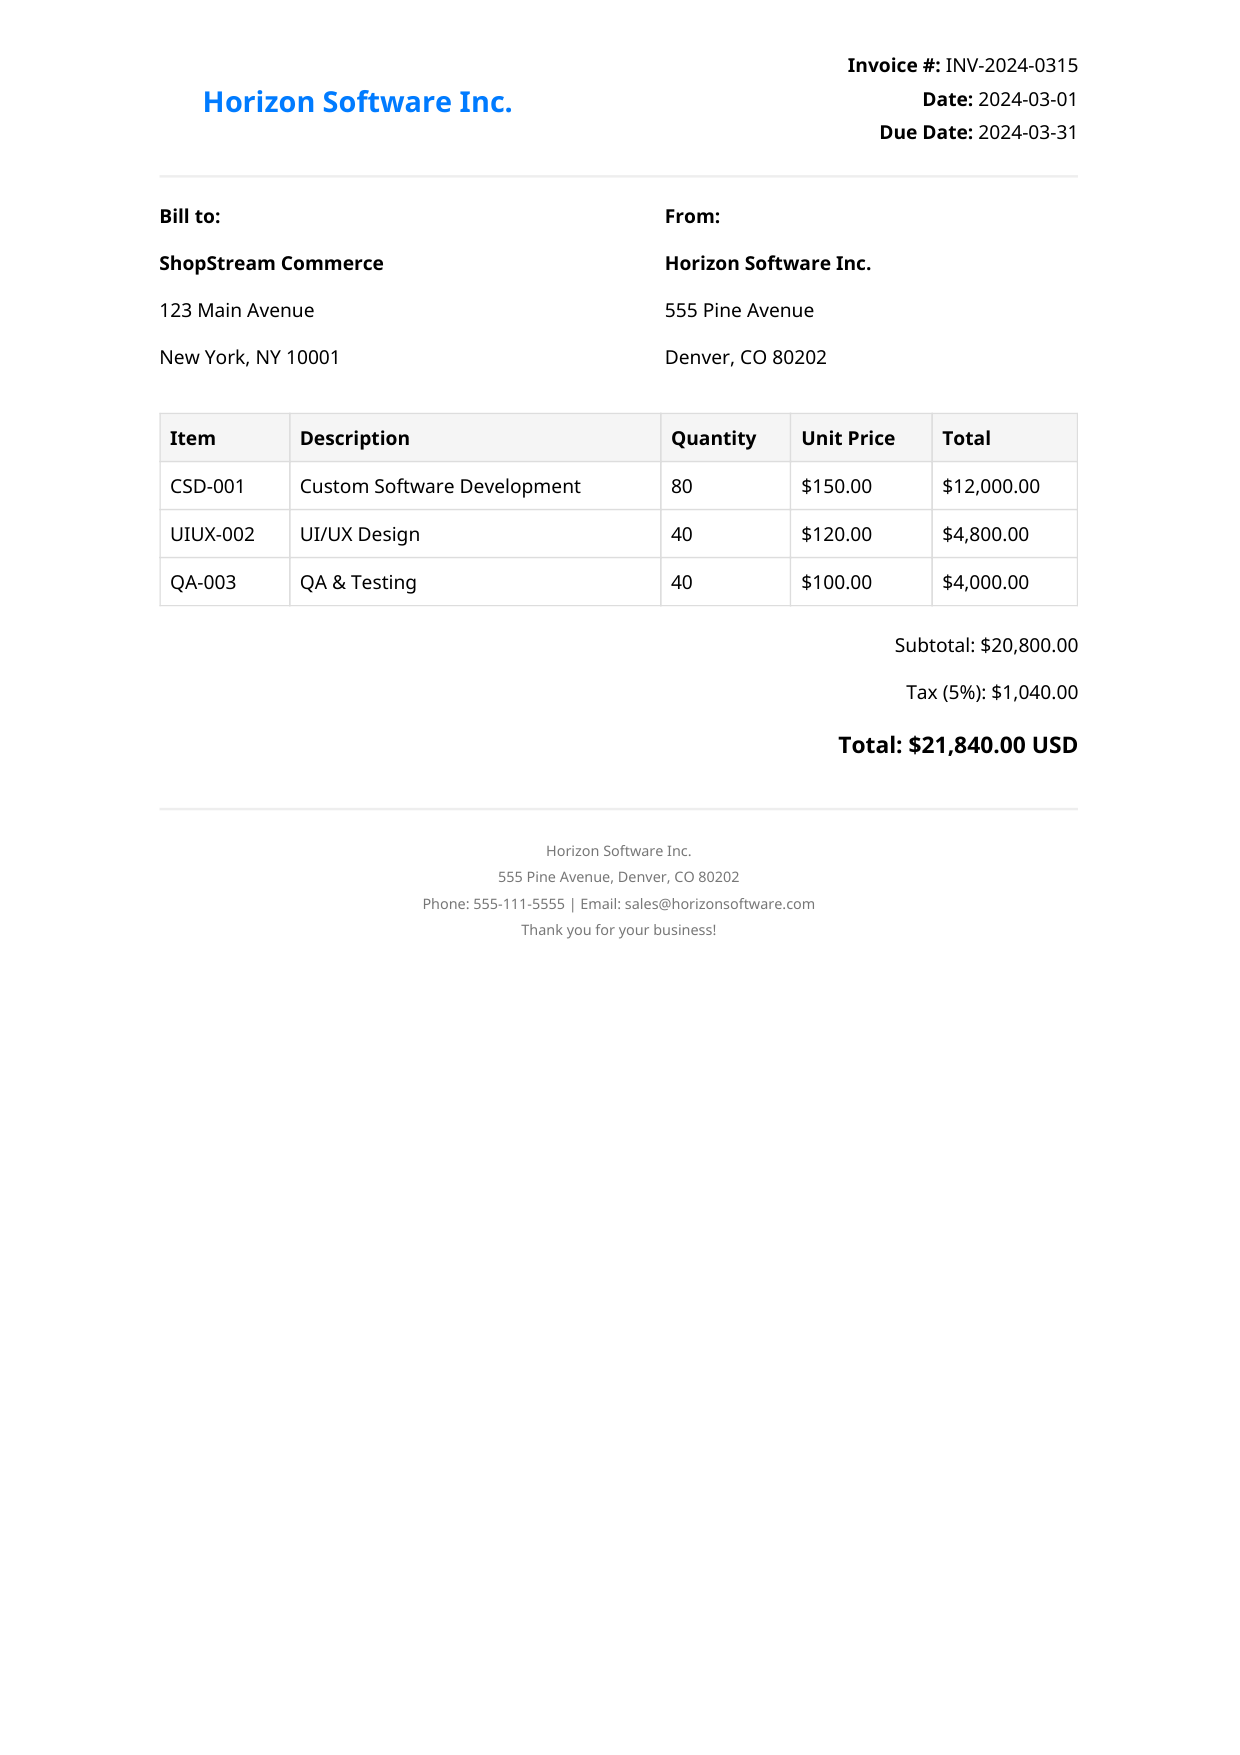 Horizon Software Inc.
Invoice #: INV-2024-0315
Date: 2024-03-01
Due Date: 2024-03-31
Bill to:
ShopStream Commerce
123 Main Avenue
New York, NY 10001
From:
Horizon Software Inc.
555 Pine Avenue
Denver, CO 80202
Item Description Quantity Unit Price Total
CSD-001 Custom Software Development 80 $150.00 $12,000.00
UIUX-002 UI/UX Design 40 $120.00 $4,800.00
QA-003 QA & Testing 40 $100.00 $4,000.00
Subtotal: $20,800.00
Tax (5%): $1,040.00
Total: $21,840.00 USD
Horizon Software Inc.
555 Pine Avenue, Denver, CO 80202
Phone: 555-111-5555 | Email: sales@horizonsoftware.com
Thank you for your business!